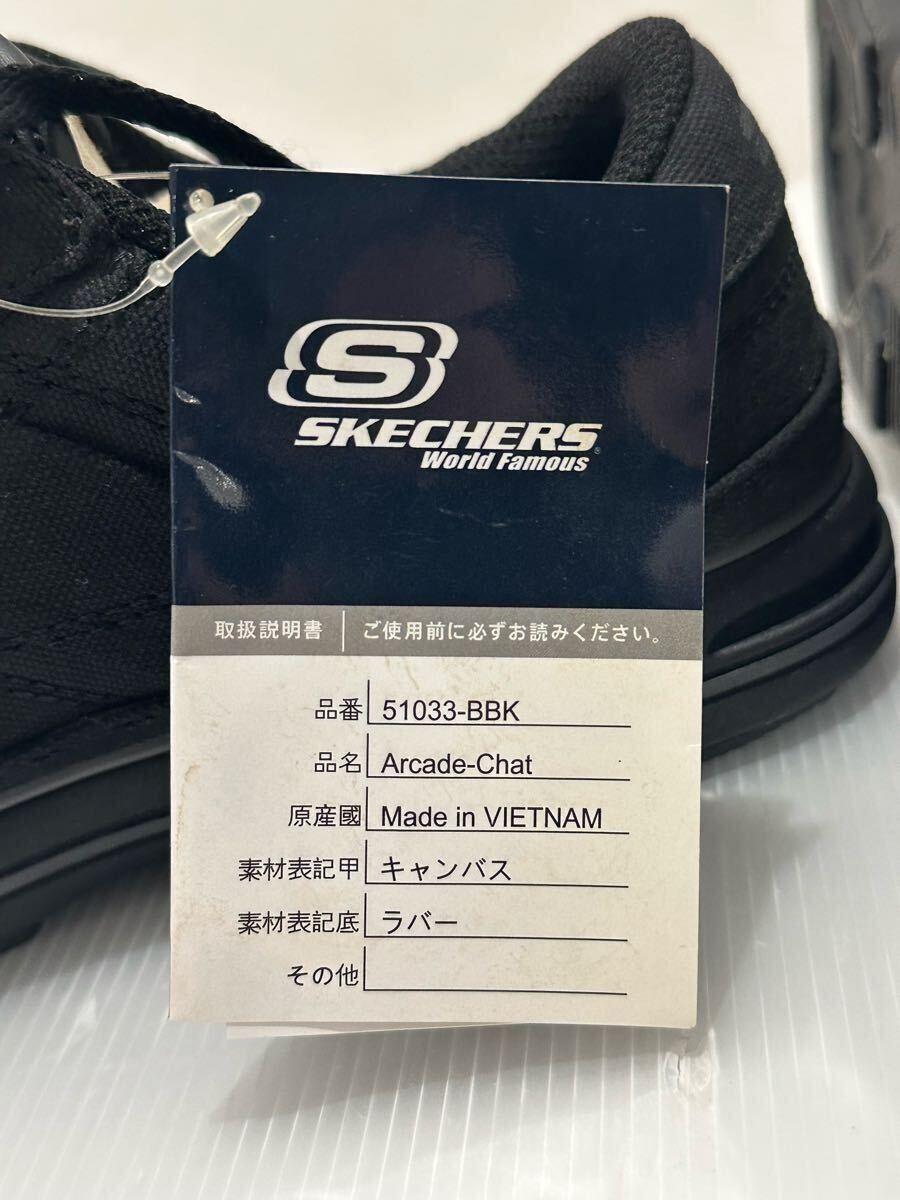 S
SKECHERS®
World Famous
取扱説明書 ご使用前に必ずお読みください。
品番 51033-BBK
品名 Arcade-Chat
原産國 Made in VIETNAM
素材表記甲 キャンバス
素材表記底 ラバー
その他